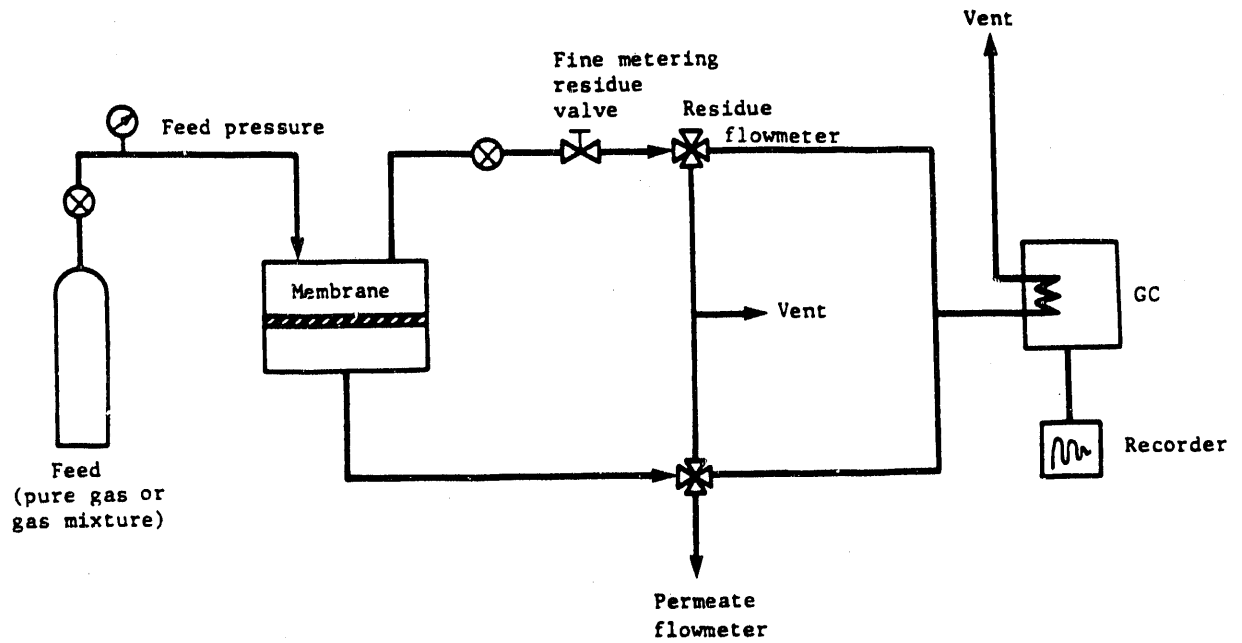 Vent
Fine metering
residue
valve
Residue
flowmeter
Feed pressure
Membrane
Vent
GC
Recorder
Feed
(pure gas or
gas mixture)
Permeate
flowmeter